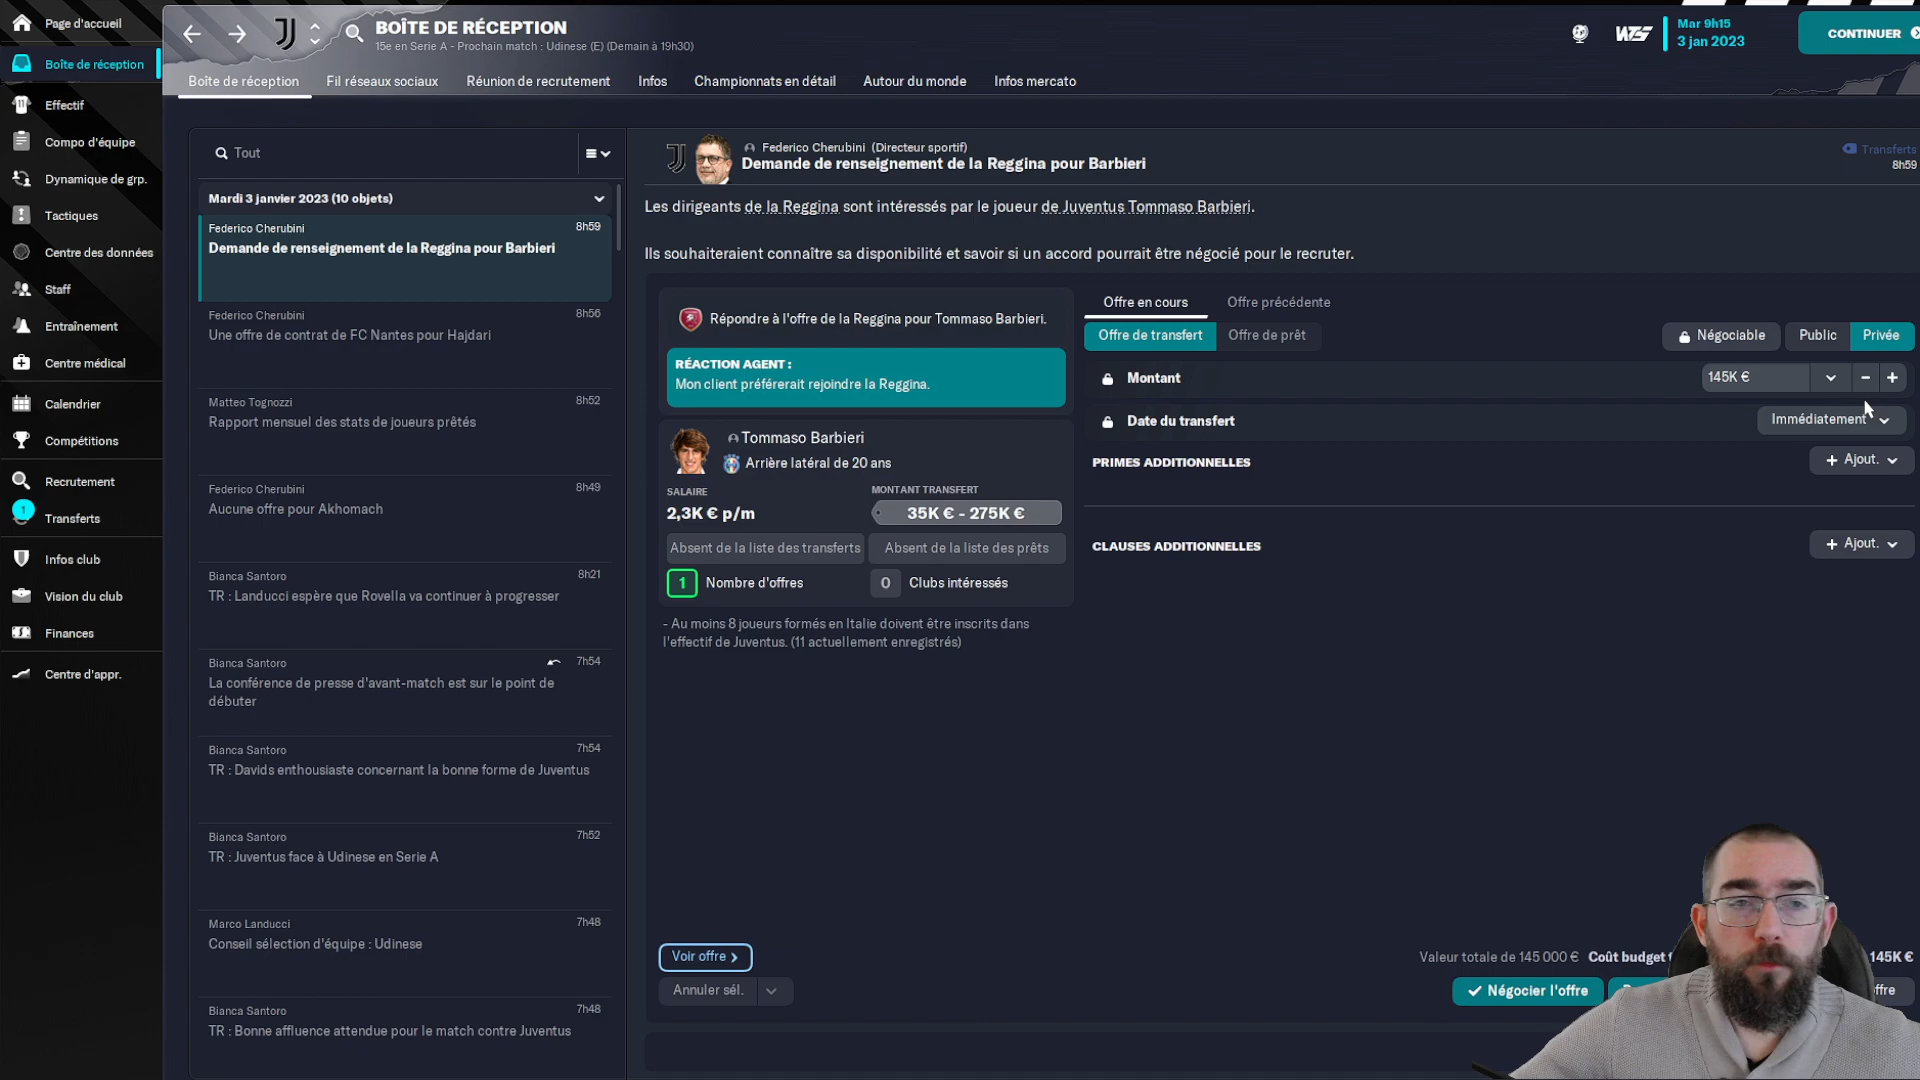 Page d'accueil
Boîte de réception
Effectif
Compo d'équipe
Dynamique de grp.
Tactiques
Centre des données
Staff
Entraînement
Centre médical
Calendrier
Compétitions
Recrutement
1
Transferts
Infos club
Vision du club
Finances
Centre d'appr.
BOÎTE DE RÉCEPTION
15e en Serie A - Prochain match : Udinese (E) (Demain à 19h30)
Mar 9h15
3 jan 2023
CONTINUER
Boîte de réception
Fil réseaux sociaux
Réunion de recrutement
Infos
Championnats en détail
Autour du monde
Infos mercato
Tout
Mardi 3 janvier 2023 (10 objets)
Federico Cherubini 8h59
Demande de renseignement de la Reggina pour Barbieri
Federico Cherubini 8h56
Une offre de contrat de FC Nantes pour Hajdari
Matteo Tognozzi 8h52
Rapport mensuel des stats de joueurs prêtés
Federico Cherubini 8h49
Aucune offre pour Akhomach
Bianca Santoro 8h21
TR : Landucci espère que Rovella va continuer à progresser
Bianca Santoro 7h54
La conférence de presse d'avant-match est sur le point de
débuter
Bianca Santoro 7h54
TR : Davids enthousiaste concernant la bonne forme de Juventus
Bianca Santoro 7h52
TR : Juventus face à Udinese en Serie A
Marco Landucci 7h48
Conseil sélection d'équipe : Udinese
Bianca Santoro 7h48
TR : Bonne affluence attendue pour le match contre Juventus
Federico Cherubini (Directeur sportif)
Demande de renseignement de la Reggina pour Barbieri
Transferts
8h59
Les dirigeants de la Reggina sont intéressés par le joueur de Juventus Tommaso Barbieri.
Ils souhaiteraient connaître sa disponibilité et savoir si un accord pourrait être négocié pour le recruter.
Répondre à l'offre de la Reggina pour Tommaso Barbieri.
RÉACTION AGENT :
Mon client préférerait rejoindre la Reggina.
Tommaso Barbieri
Arrière latéral de 20 ans
SALAIRE
2,3K € p/m
MONTANT TRANSFERT
35K € - 275K €
Absent de la liste des transferts
Absent de la liste des prêts
1 Nombre d'offres
0 Clubs intéressés
- Au moins 8 joueurs formés en Italie doivent être inscrits dans
l'effectif de Juventus. (11 actuellement enregistrés)
Offre en cours
Offre précédente
Offre de transfert
Offre de prêt
Négociable
Public
Privée
Montant
145K €
Date du transfert
Immédiatement
PRIMES ADDITIONNELLES
+ Ajout.
CLAUSES ADDITIONNELLES
+ Ajout.
Voir offre
Annuler sél.
Valeur totale de 145 000 € Coût budget
145K €
Négocier l'offre